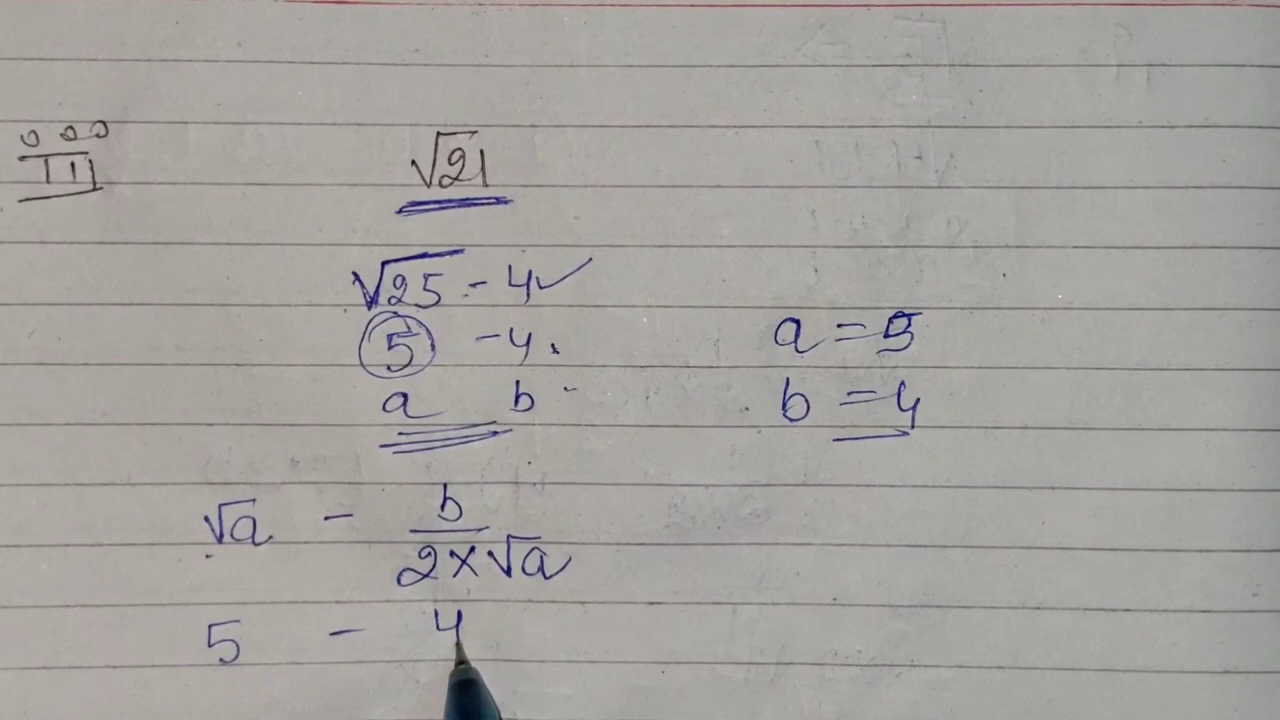 √21
√25 - 4✓
5 - 4.
a b
a = 5
b = 4
√a - b / 2×√a
5 - 4